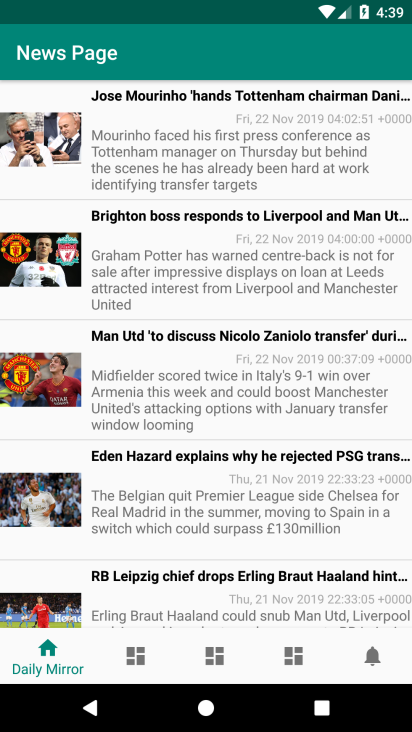 4:39
News Page
Jose Mourinho 'hands Tottenham chairman Dani...
Fri, 22 Nov 2019 04:02:51 +0000
Mourinho faced his first press conference as
Tottenham manager on Thursday but behind
the scenes he has already been hard at work
identifying transfer targets
Brighton boss responds to Liverpool and Man Ut...
Fri, 22 Nov 2019 04:00:00 +0000
Graham Potter has warned centre-back is not for
sale after impressive displays on loan at Leeds
attracted interest from Liverpool and Manchester
United
Man Utd 'to discuss Nicolo Zaniolo transfer' duri...
Fri, 22 Nov 2019 00:37:09 +0000
Midfielder scored twice in Italy's 9-1 win over
Armenia this week and could boost Manchester
United's attacking options with January transfer
window looming
Eden Hazard explains why he rejected PSG trans...
Thu, 21 Nov 2019 22:33:23 +0000
The Belgian quit Premier League side Chelsea for
Real Madrid in the summer, moving to Spain in a
switch which could surpass £130million
RB Leipzig chief drops Erling Braut Haaland hint...
Thu, 21 Nov 2019 22:33:05 +0000
Erling Braut Haaland could snub Man Utd, Liverpool
Daily Mirror